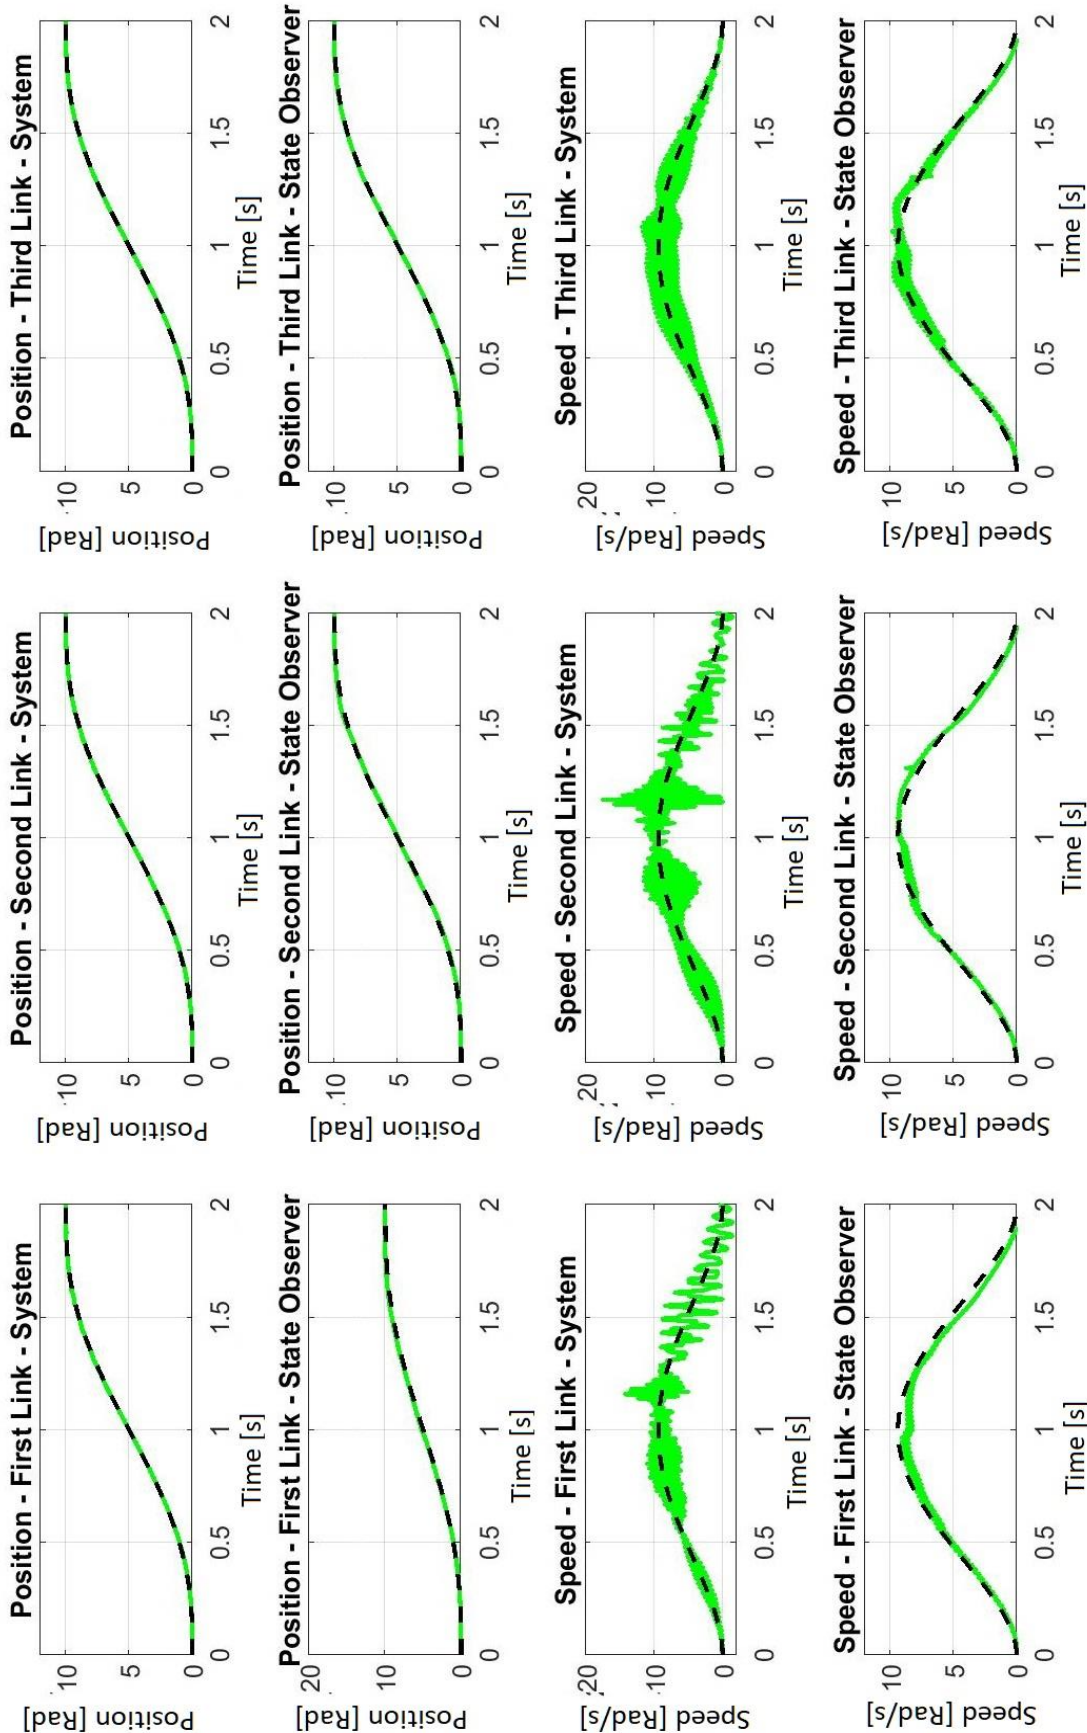 Position - First Link - System
Position [Rad]
10
5
0
0 0.5 1 1.5 2
Time [s]
Position - Second Link - System
Position [Rad]
10
5
0
0 0.5 1 1.5 2
Time [s]
Position - Third Link - System
Position [Rad]
10
5
0
0 0.5 1 1.5 2
Time [s]
Position - First Link - State Observer
Position [Rad]
20
10
0
0 0.5 1 1.5 2
Time [s]
Position - Second Link - State Observer
Position [Rad]
10
5
0
0 0.5 1 1.5 2
Time [s]
Position - Third Link - State Observer
Position [Rad]
10
5
0
0 0.5 1 1.5 2
Time [s]
Speed - First Link - System
Speed [Rad/s]
20
10
0
0 0.5 1 1.5 2
Time [s]
Speed - Second Link - System
Speed [Rad/s]
20
10
0
0 0.5 1 1.5 2
Time [s]
Speed - Third Link - System
Speed [Rad/s]
20
10
0
0 0.5 1 1.5 2
Time [s]
Speed - First Link - State Observer
Speed [Rad/s]
10
5
0
0 0.5 1 1.5 2
Time [s]
Speed - Second Link - State Observer
Speed [Rad/s]
10
5
0
0 0.5 1 1.5 2
Time [s]
Speed - Third Link - State Observer
Speed [Rad/s]
10
5
0
0 0.5 1 1.5 2
Time [s]